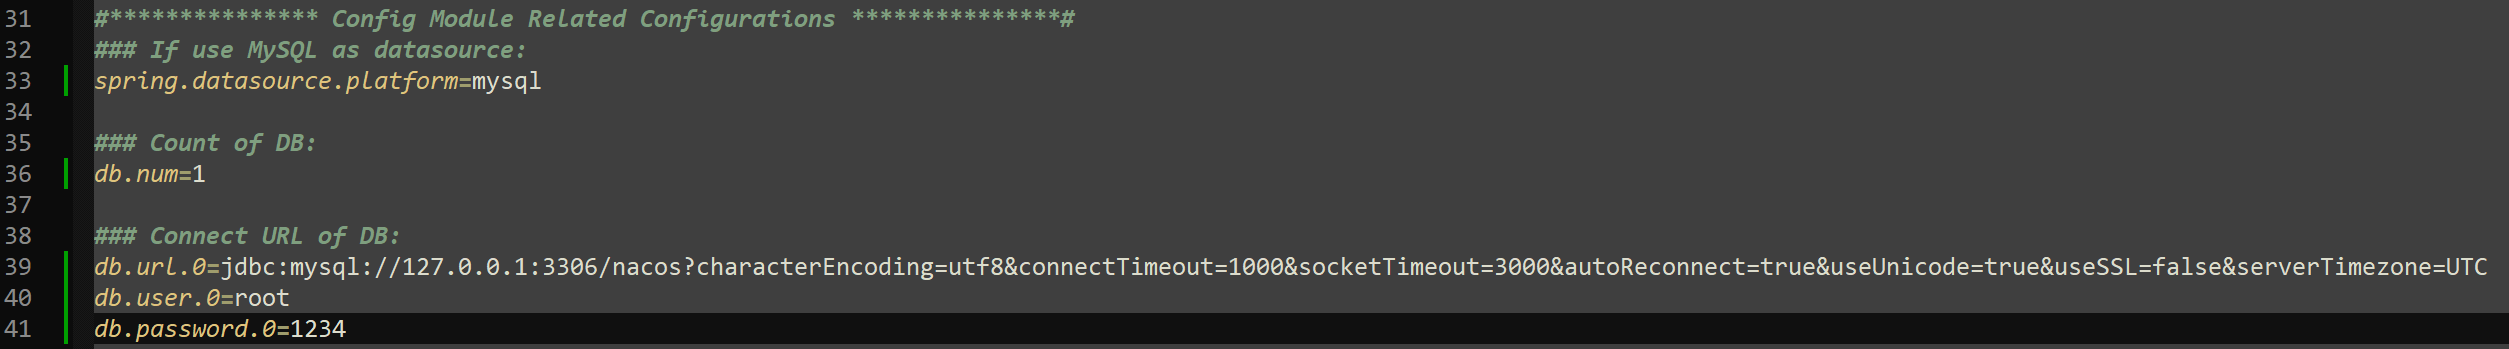 31 #*************** Config Module Related Configurations ***************#
32 ### If use MySQL as datasource:
33 spring.datasource.platform=mysql
34
35 ### Count of DB:
36 db.num=1
37
38 ### Connect URL of DB:
39 db.url.0=jdbc:mysql://127.0.0.1:3306/nacos?characterEncoding=utf8&connectTimeout=1000&socketTimeout=3000&autoReconnect=true&useUnicode=true&useSSL=false&serverTimezone=UTC
40 db.user.0=root
41 db.password.0=1234